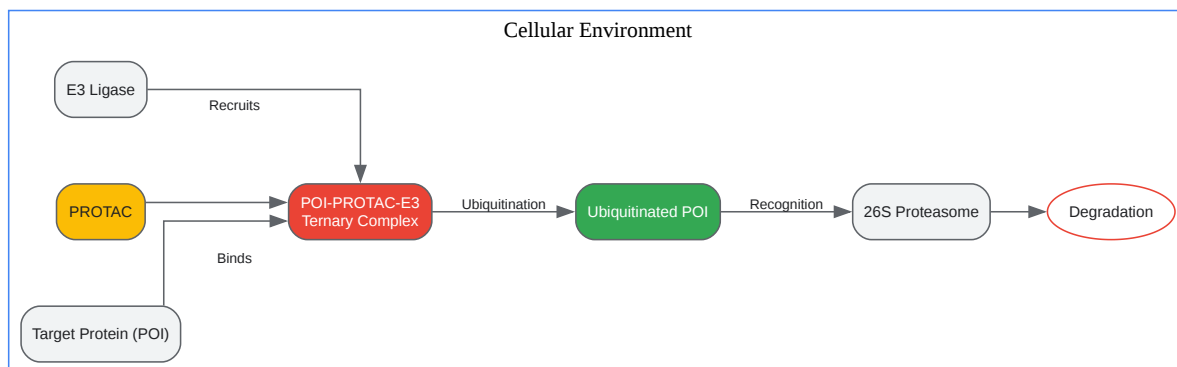 Cellular Environment
E3 Ligase
Recruits
PROTAC
POI-PROTAC-E3
Ternary Complex
Ubiquitination
Ubiquitinated POI
Recognition
26S Proteasome
Degradation
Binds
Target Protein (POI)